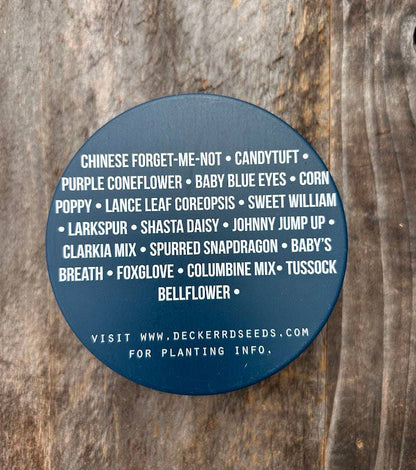 CHINESE FORGET-ME-NOT • CANDYTUFT •
PURPLE CONEFLOWER • BABY BLUE EYES • CORN
POPPY • LANCE LEAF COREOPSIS • SWEET WILLIAM
• LARKSPUR • SHASTA DAISY • JOHNNY JUMP UP •
CLARKIA MIX • SPURRED SNAPDRAGON • BABY'S
BREATH • FOXGLOVE • COLUMBINE MIX• TUSSOCK
BELLFLOWER •
VISIT WWW.DECKERRDSEEDS.COM
FOR PLANTING INFO.